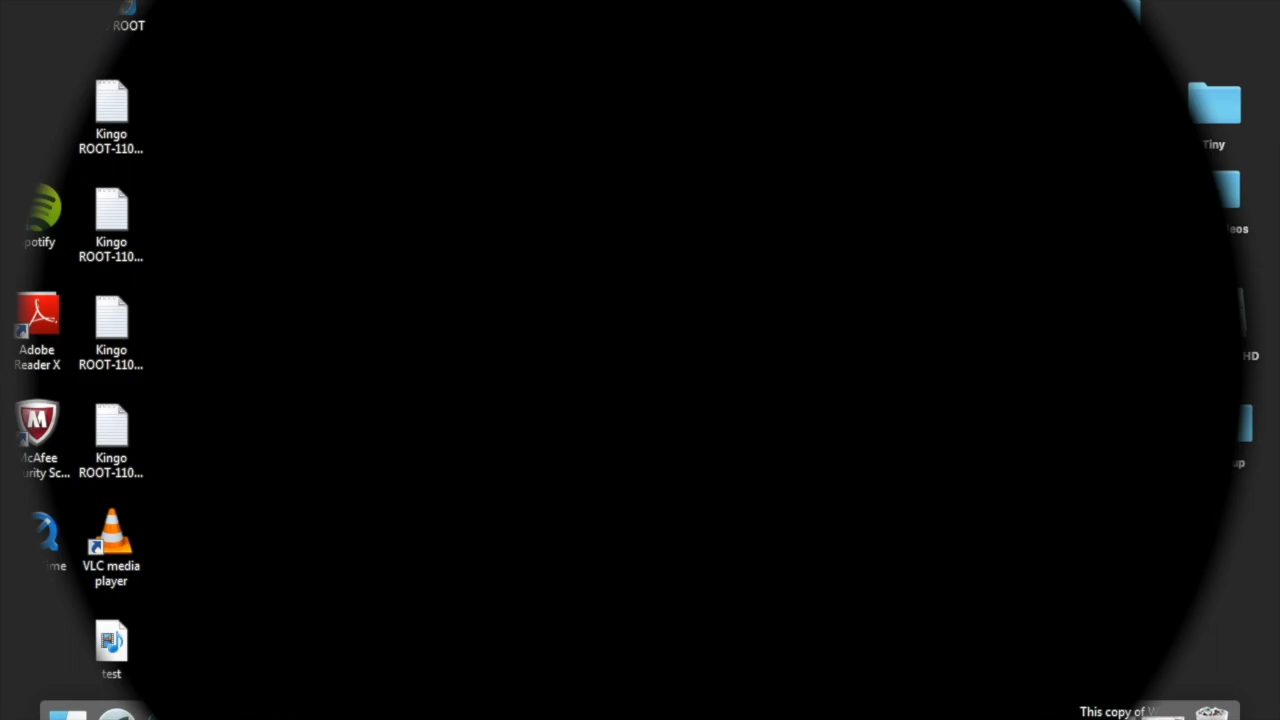 ROOT
Kingo
ROOT-110...
Kingo
ROOT-110...
potify
Kingo
ROOT-110...
Adobe
Reader X
Kingo
ROOT-110...
McAfee
urity Sc...
VLC media
player
me
test
Tiny
eos
HD
up
This copy of